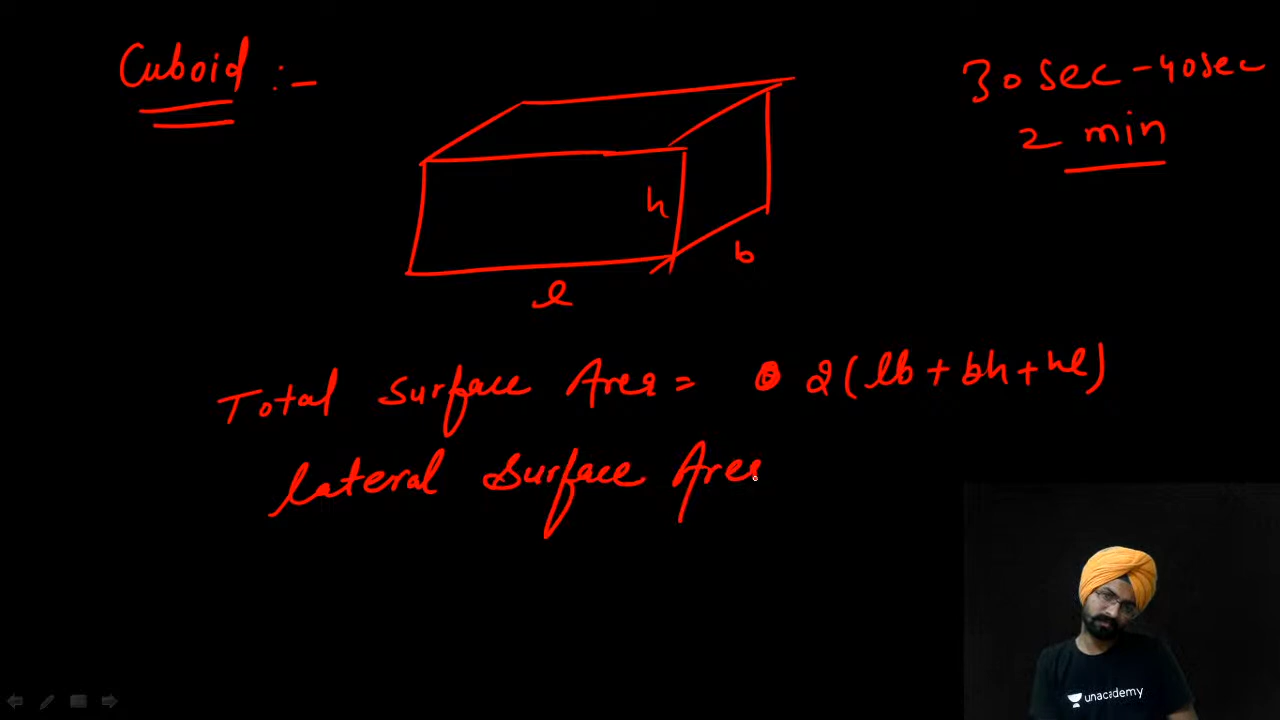 Cuboid :-
30 sec - 40 sec
2 min
h
b
l
Total Surface Area = 2(lb + bh + hl)
Lateral Surface Area
unacademy